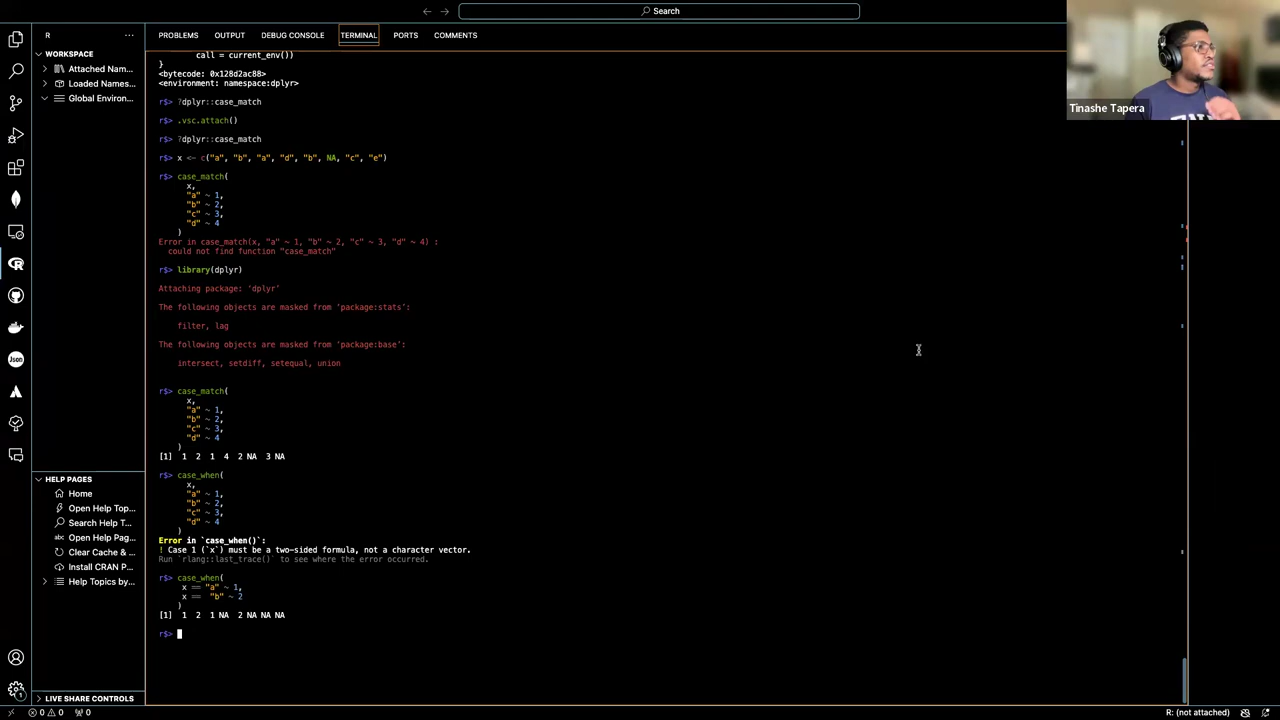 Search
R
PROBLEMS OUTPUT DEBUG CONSOLE TERMINAL PORTS COMMENTS
WORKSPACE
Attached Nam...
Loaded Names...
Global Environ...
call = current_env())
}
<bytecode: 0x128d2ac88>
<environment: namespace:dplyr>
r$> ?dplyr::case_match
r$> .vsc.attach()
r$> ?dplyr::case_match
r$> x <- c("a", "b", "a", "d", "b", NA, "c", "e")
r$> case_match(
x,
"a" ~ 1,
"b" ~ 2,
"c" ~ 3,
"d" ~ 4
)
Error in case_match(x, "a" ~ 1, "b" ~ 2, "c" ~ 3, "d" ~ 4) :
could not find function "case_match"
r$> library(dplyr)
Attaching package: ‘dplyr’
The following objects are masked from ‘package:stats’:
filter, lag
The following objects are masked from ‘package:base’:
intersect, setdiff, setequal, union
r$> case_match(
x,
"a" ~ 1,
"b" ~ 2,
"c" ~ 3,
"d" ~ 4
)
[1] 1 2 1 4 2 NA 3 NA
r$> case_when(
x,
"a" ~ 1,
"b" ~ 2,
"c" ~ 3,
"d" ~ 4
)
Error in `case_when()`:
! Case 1 (`x`) must be a two-sided formula, not a character vector.
Run `rlang::last_trace()` to see where the error occurred.
r$> case_when(
x == "a" ~ 1,
x == "b" ~ 2
)
[1] 1 2 1 NA 2 NA NA NA
r$>
HELP PAGES
Home
Open Help Top...
Search Help T...
Open Help Pag...
Clear Cache & ...
Install CRAN P...
Help Topics by...
LIVE SHARE CONTROLS
0 0 0
R: (not attached)
Json
1
Tinashe Tapera